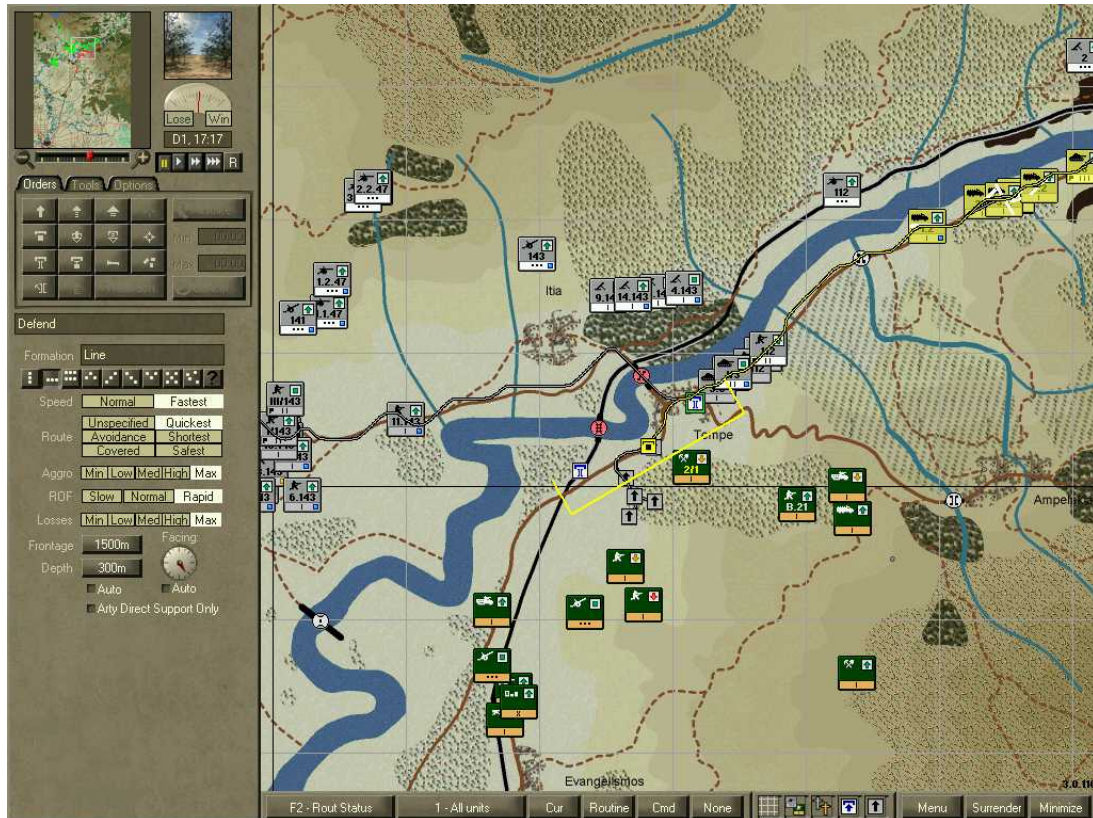 Lose Win
D1, 17:17
R
Orders Tools Options
Min
Max
Defend
Formation Line
?
Speed Normal Fastest
Unspecified Quickest
Route Avoidance Shortest
Covered Safest
Aggro Min Low Med High Max
ROF Slow Normal Rapid
Losses Min Low Med High Max
Frontage 1500m Facing:
Depth 300m
Auto Auto
Arty Direct Support Only
2
2.2.47
112
143
Itia
1.2.47
141
14.143
4.143
III/143
11.143
6.143
Tempe
2/1
B.21
Evangelismos
F2 - Rout Status
1 - All units
Cur
Routine
Cmd
None
Menu
Surrender
Minimize